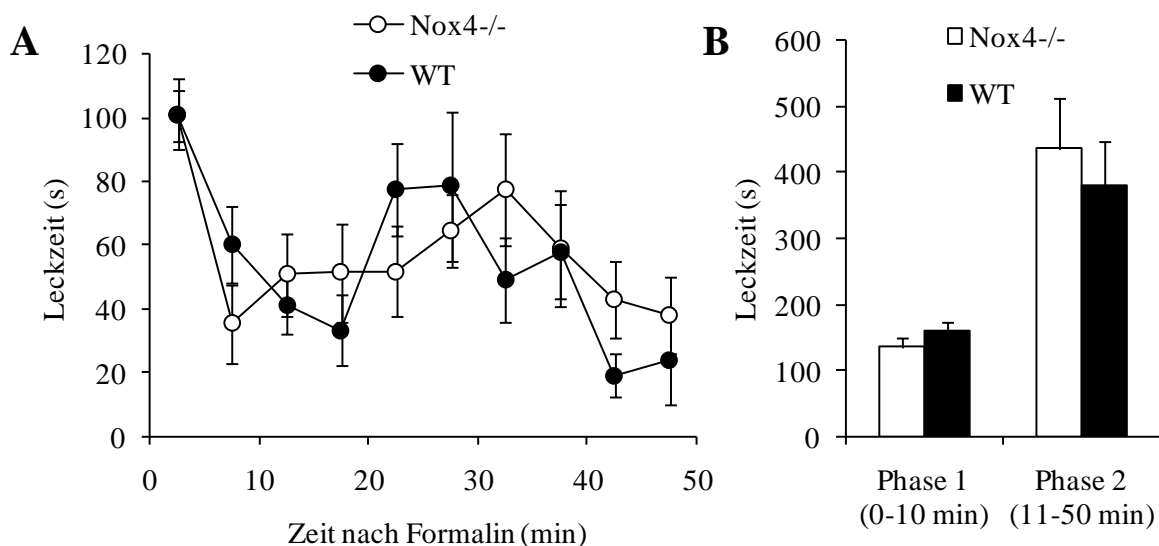 A
Nox4-/-
WT
Leckzeit (s)
120
100
80
60
40
20
0
0 10 20 30 40 50
Zeit nach Formalin (min)
B
Nox4-/-
WT
Leckzeit (s)
600
500
400
300
200
100
0
Phase 1 Phase 2
(0-10 min) (11-50 min)